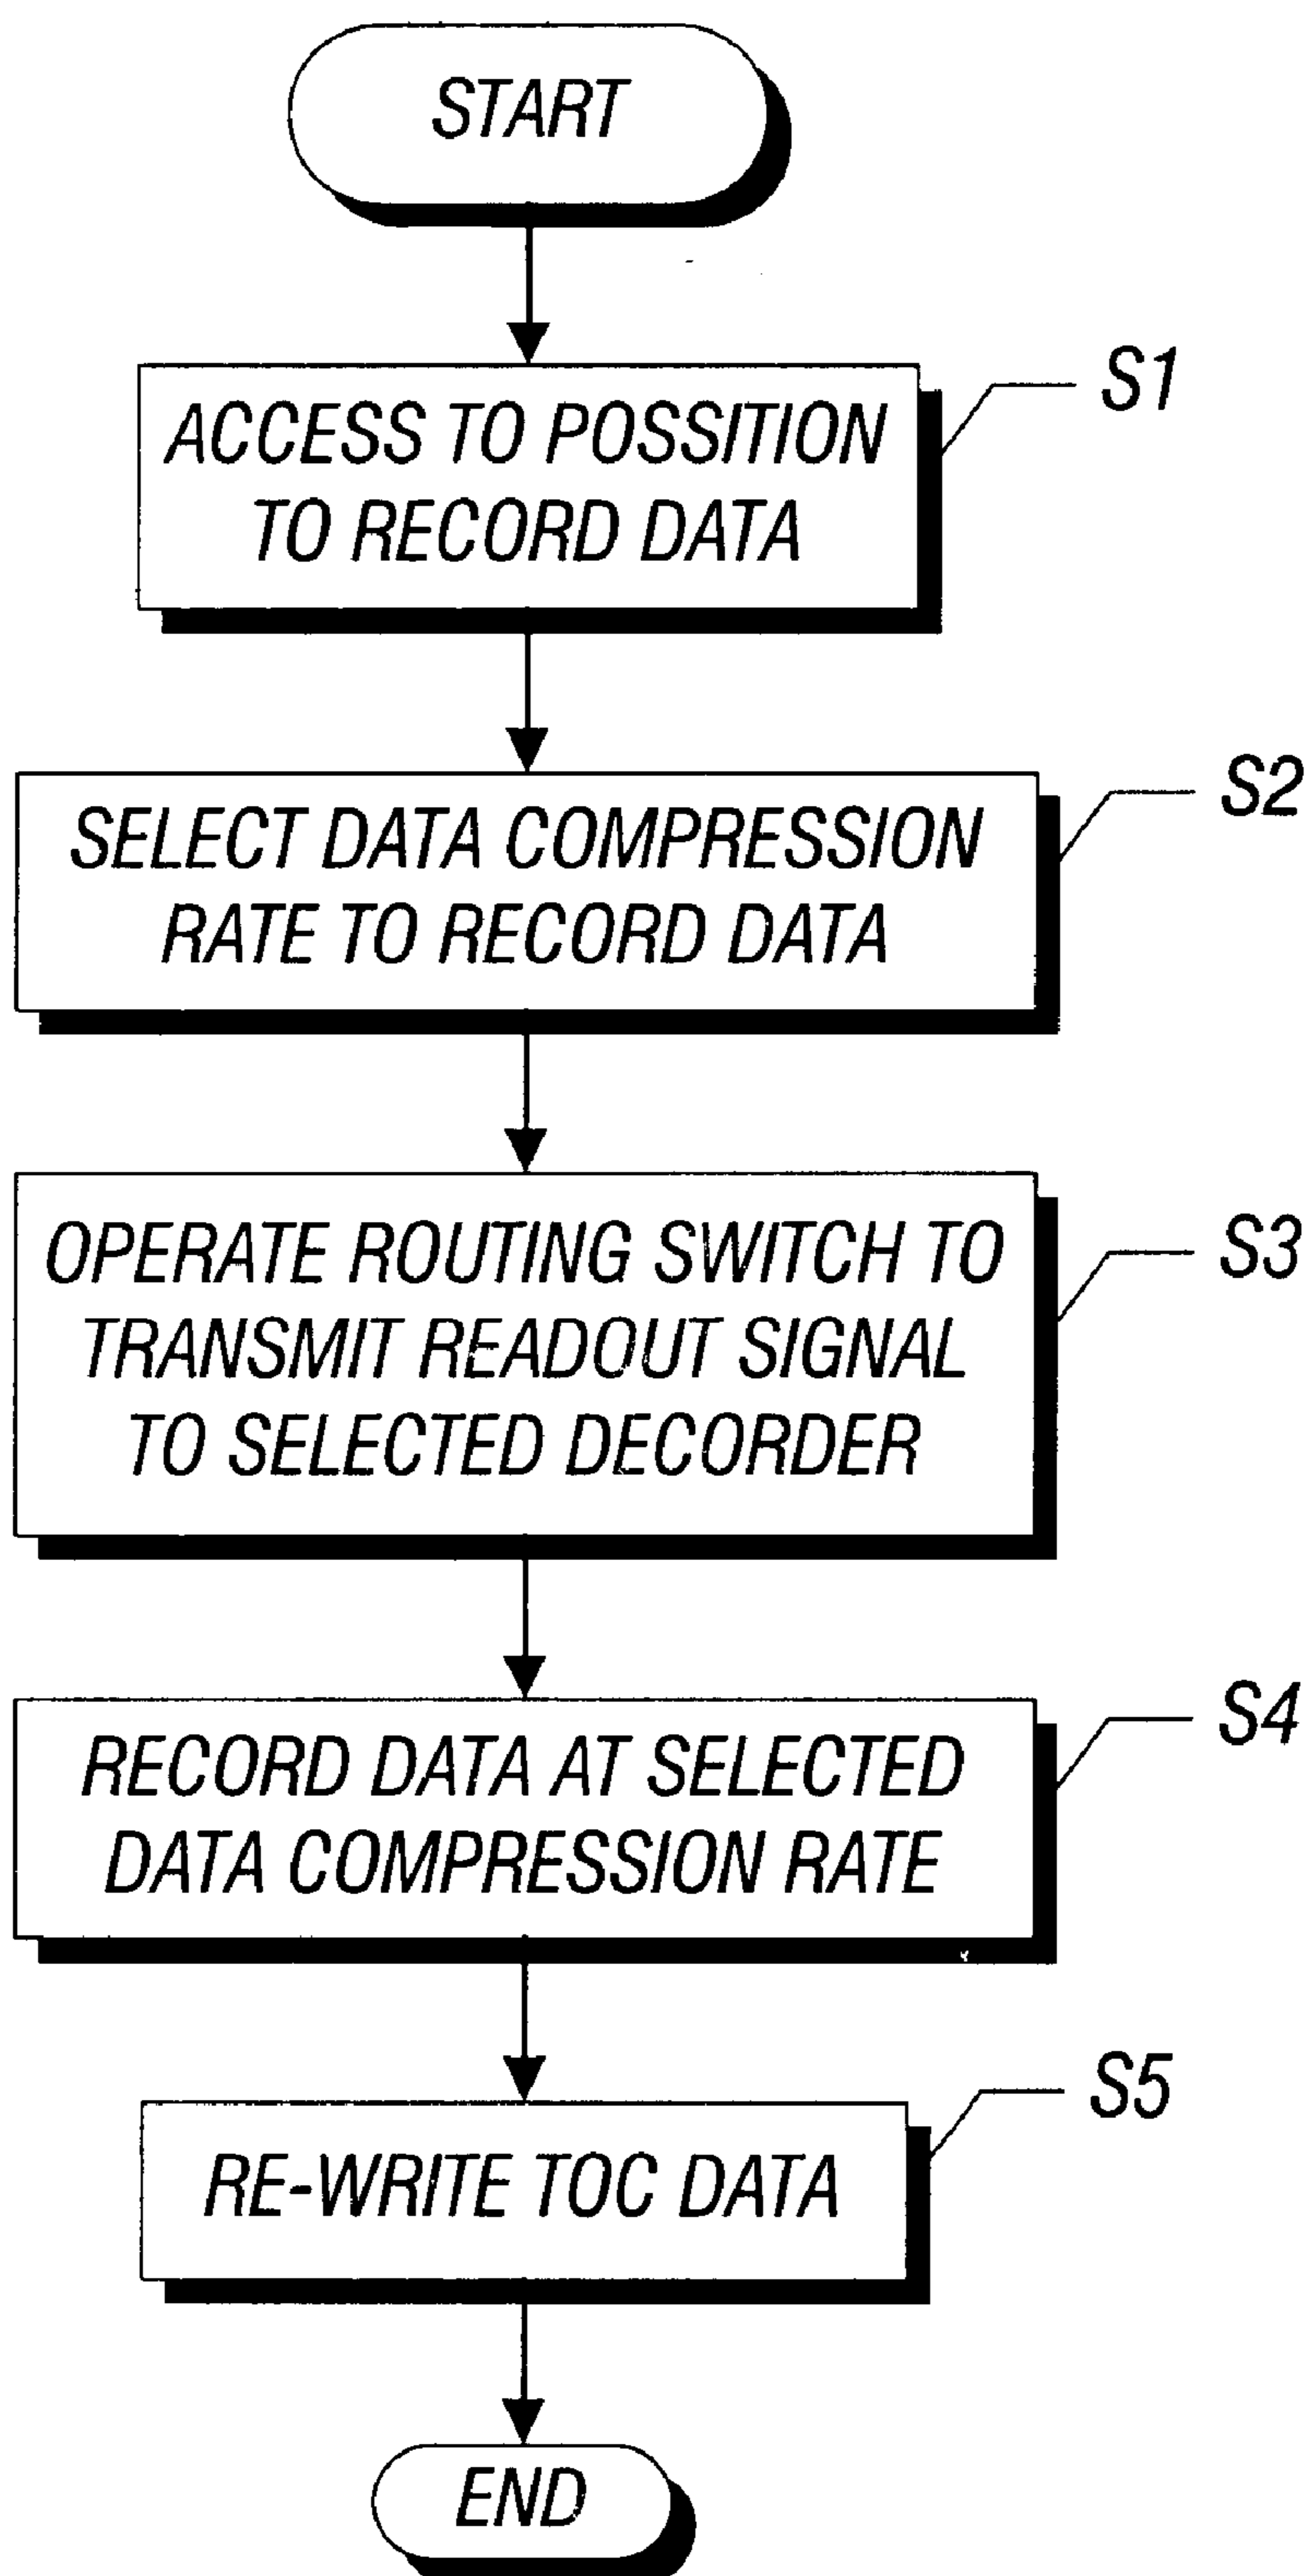 START
S1
ACCESS TO POSSITION
TO RECORD DATA
S2
SELECT DATA COMPRESSION
RATE TO RECORD DATA
S3
OPERATE ROUTING SWITCH TO
TRANSMIT READOUT SIGNAL
TO SELECTED DECORDER
S4
RECORD DATA AT SELECTED
DATA COMPRESSION RATE
S5
RE-WRITE TOC DATA
END